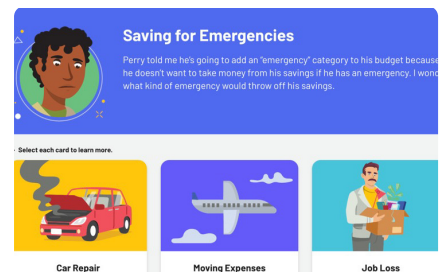 Saving for Emergencies
Perry told me he's going to add an "emergency" category to his budget because
he doesn't want to take money from his savings if he has an emergency. I
what kind of emergency would throw off his savings.
Select each card to learn more.
Car Repair
Moving Expenses
Job Loss